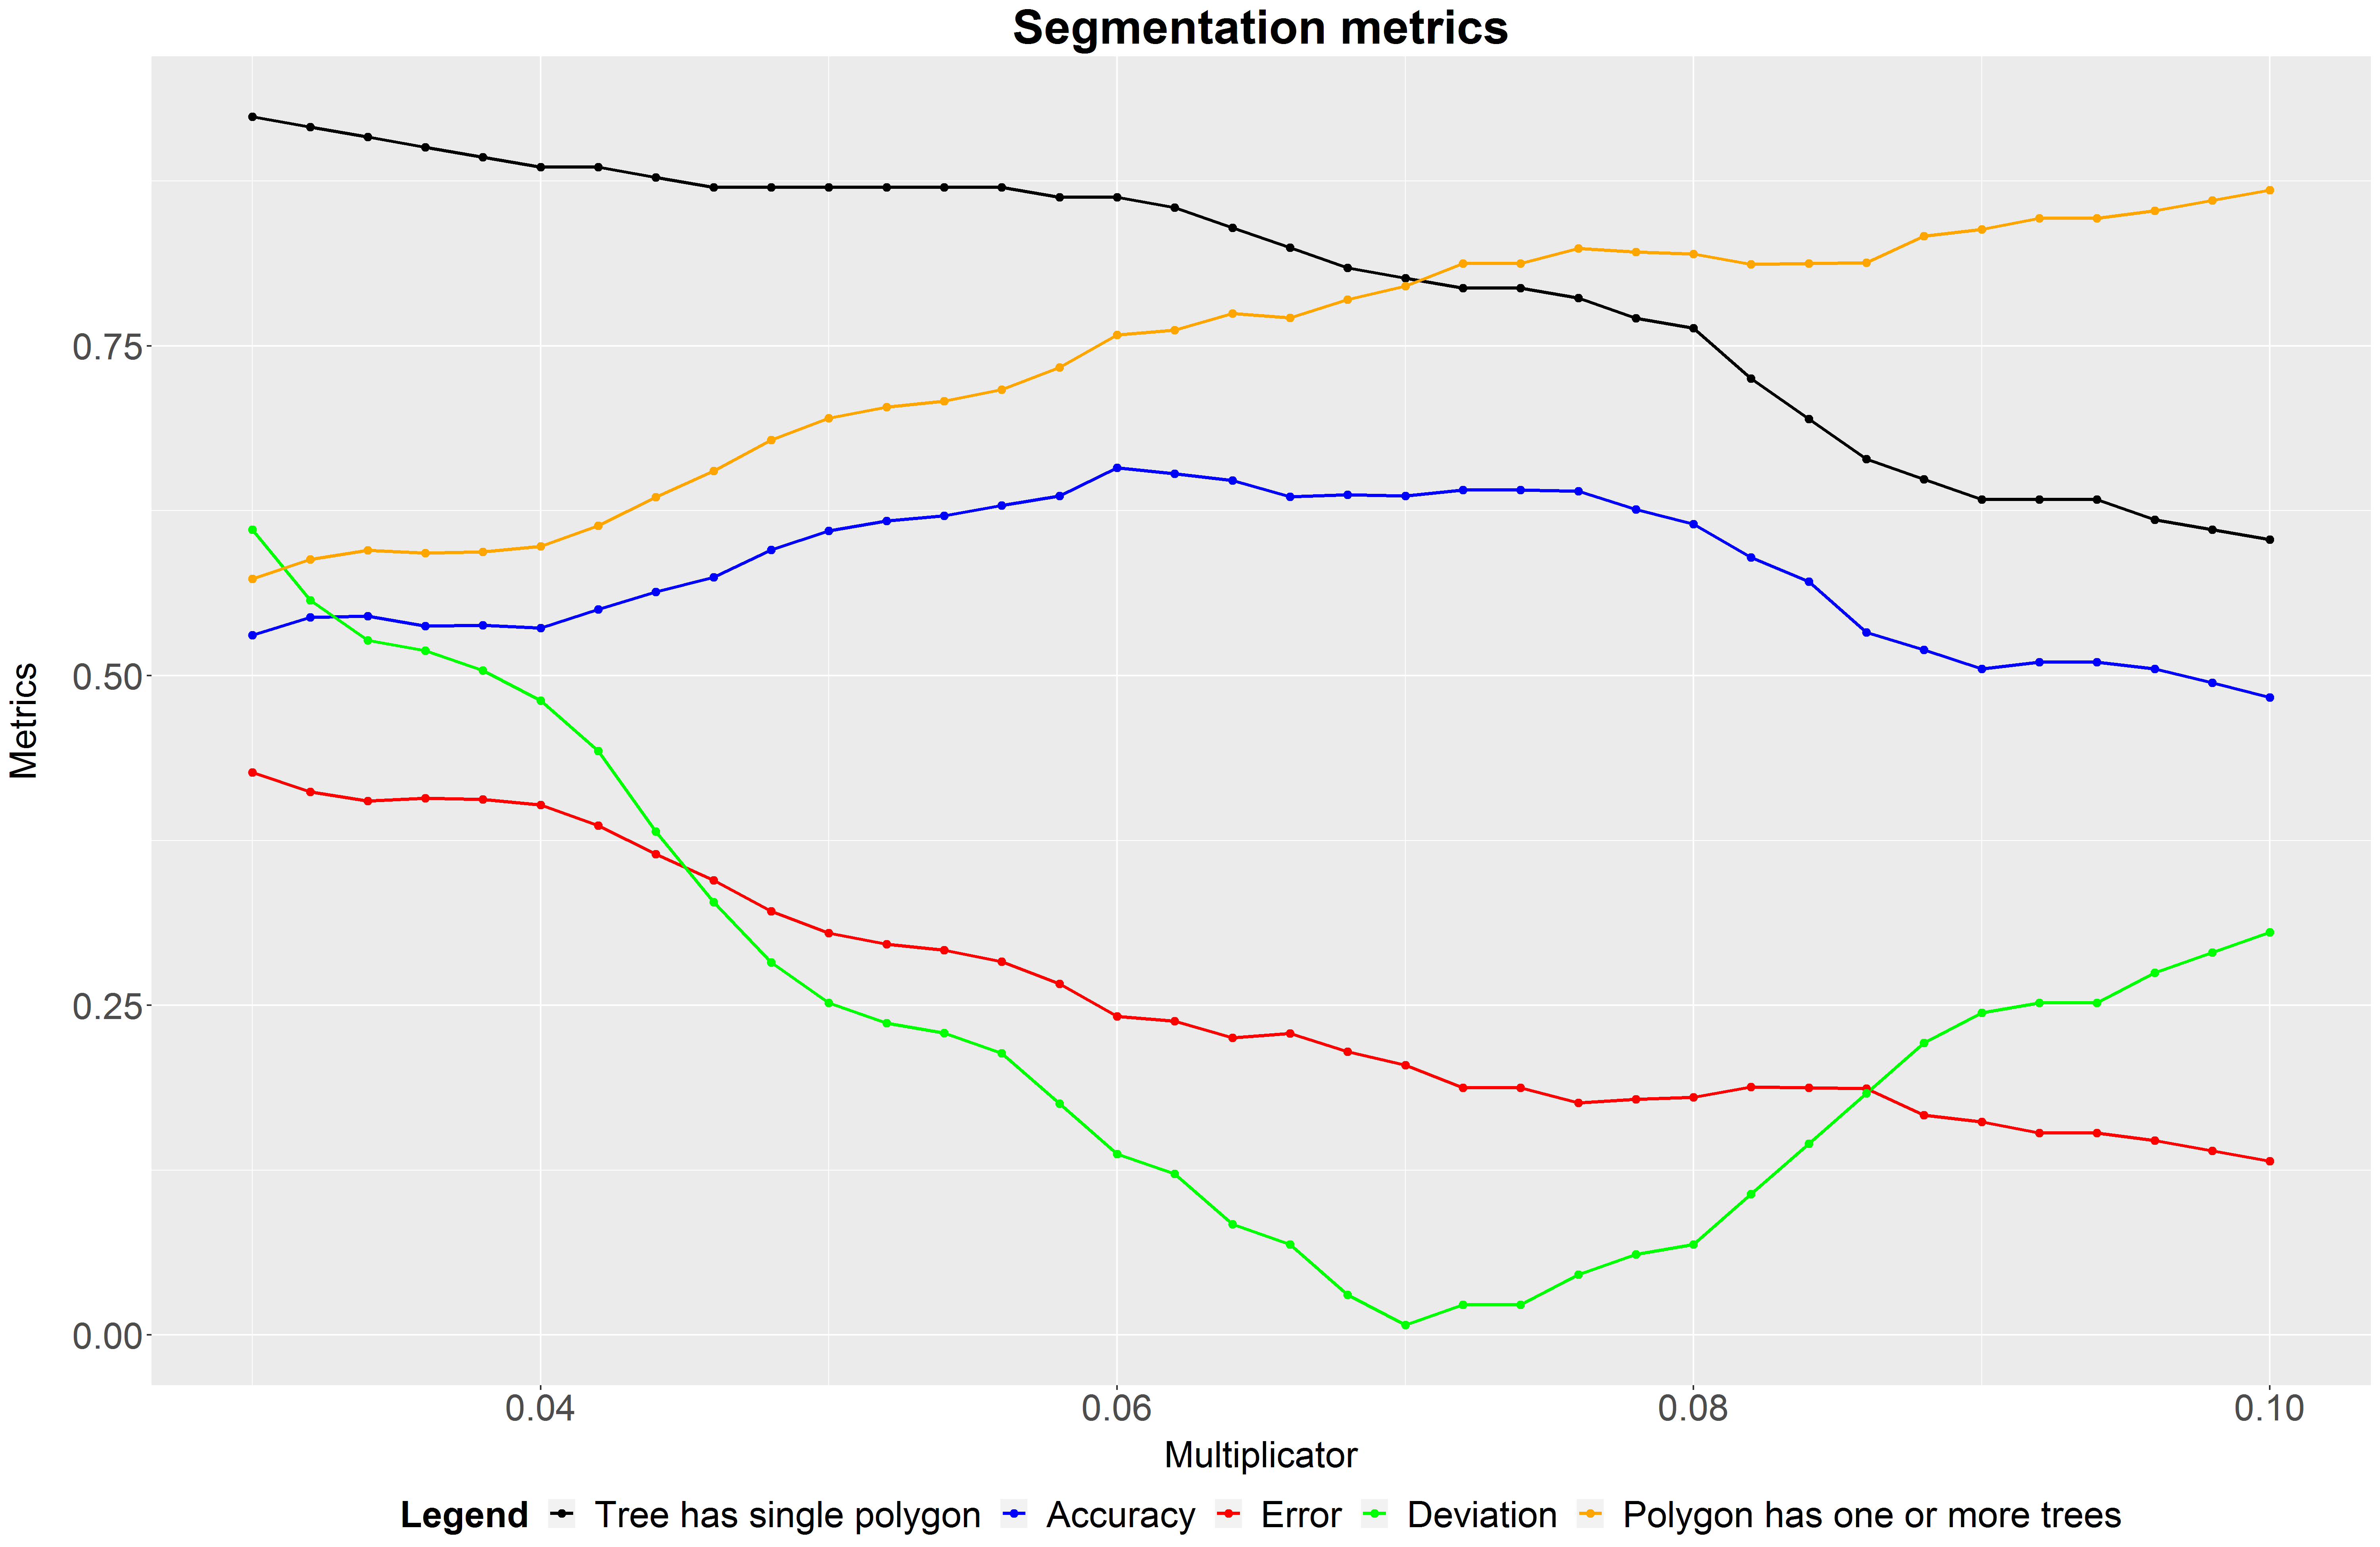 Segmentation metrics
Metrics
0.75
0.50
0.25
0.00
0.04 0.06 0.08 0.10
Multiplicator
Legend Tree has single polygon Accuracy Error Deviation Polygon has one or more trees